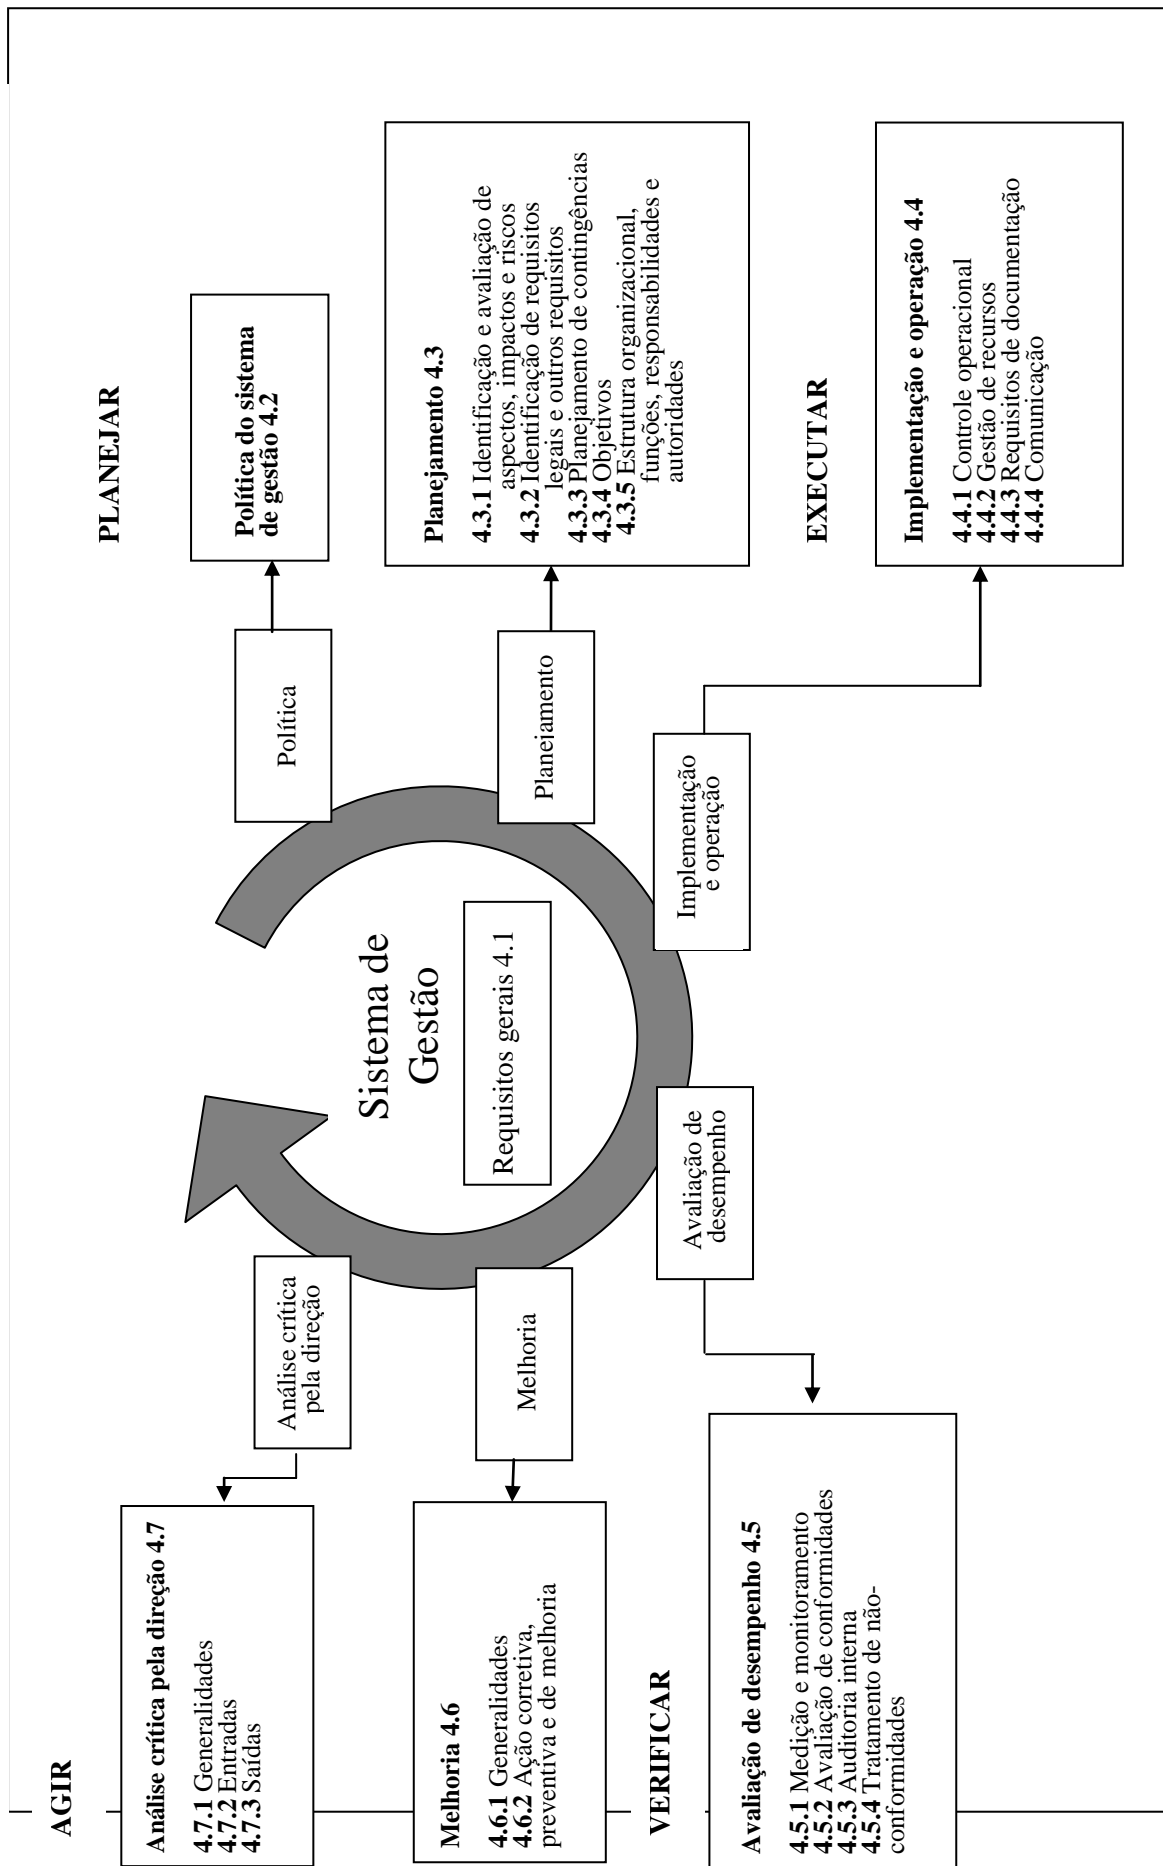 AGIR
Análise crítica pela direção 4.7
4.7.1 Generalidades
4.7.2 Entradas
4.7.3 Saídas
Melhoria 4.6
4.6.1 Generalidades
4.6.2 Ação corretiva,
preventiva e de melhoria
VERIFICAR
Avaliação de desempenho 4.5
4.5.1 Medição e monitoramento
4.5.2 Avaliação de conformidades
4.5.3 Auditoria interna
4.5.4 Tratamento de não-
conformidades
Análise crítica
pela direção
Melhoria
Avaliação de
desempenho
Sistema de
Gestão
Requisitos gerais 4.1
Política
Planejamento
Implementação
e operação
PLANEJAR
Política do sistema
de gestão 4.2
Planejamento 4.3
4.3.1 Identificação e avaliação de
aspectos, impactos e riscos
4.3.2 Identificação de requisitos
legais e outros requisitos
4.3.3 Planejamento de contingências
4.3.4 Objetivos
4.3.5 Estrutura organizacional,
funções, responsabilidades e
autoridades
EXECUTAR
Implementação e operação 4.4
4.4.1 Controle operacional
4.4.2 Gestão de recursos
4.4.3 Requisitos de documentação
4.4.4 Comunicação